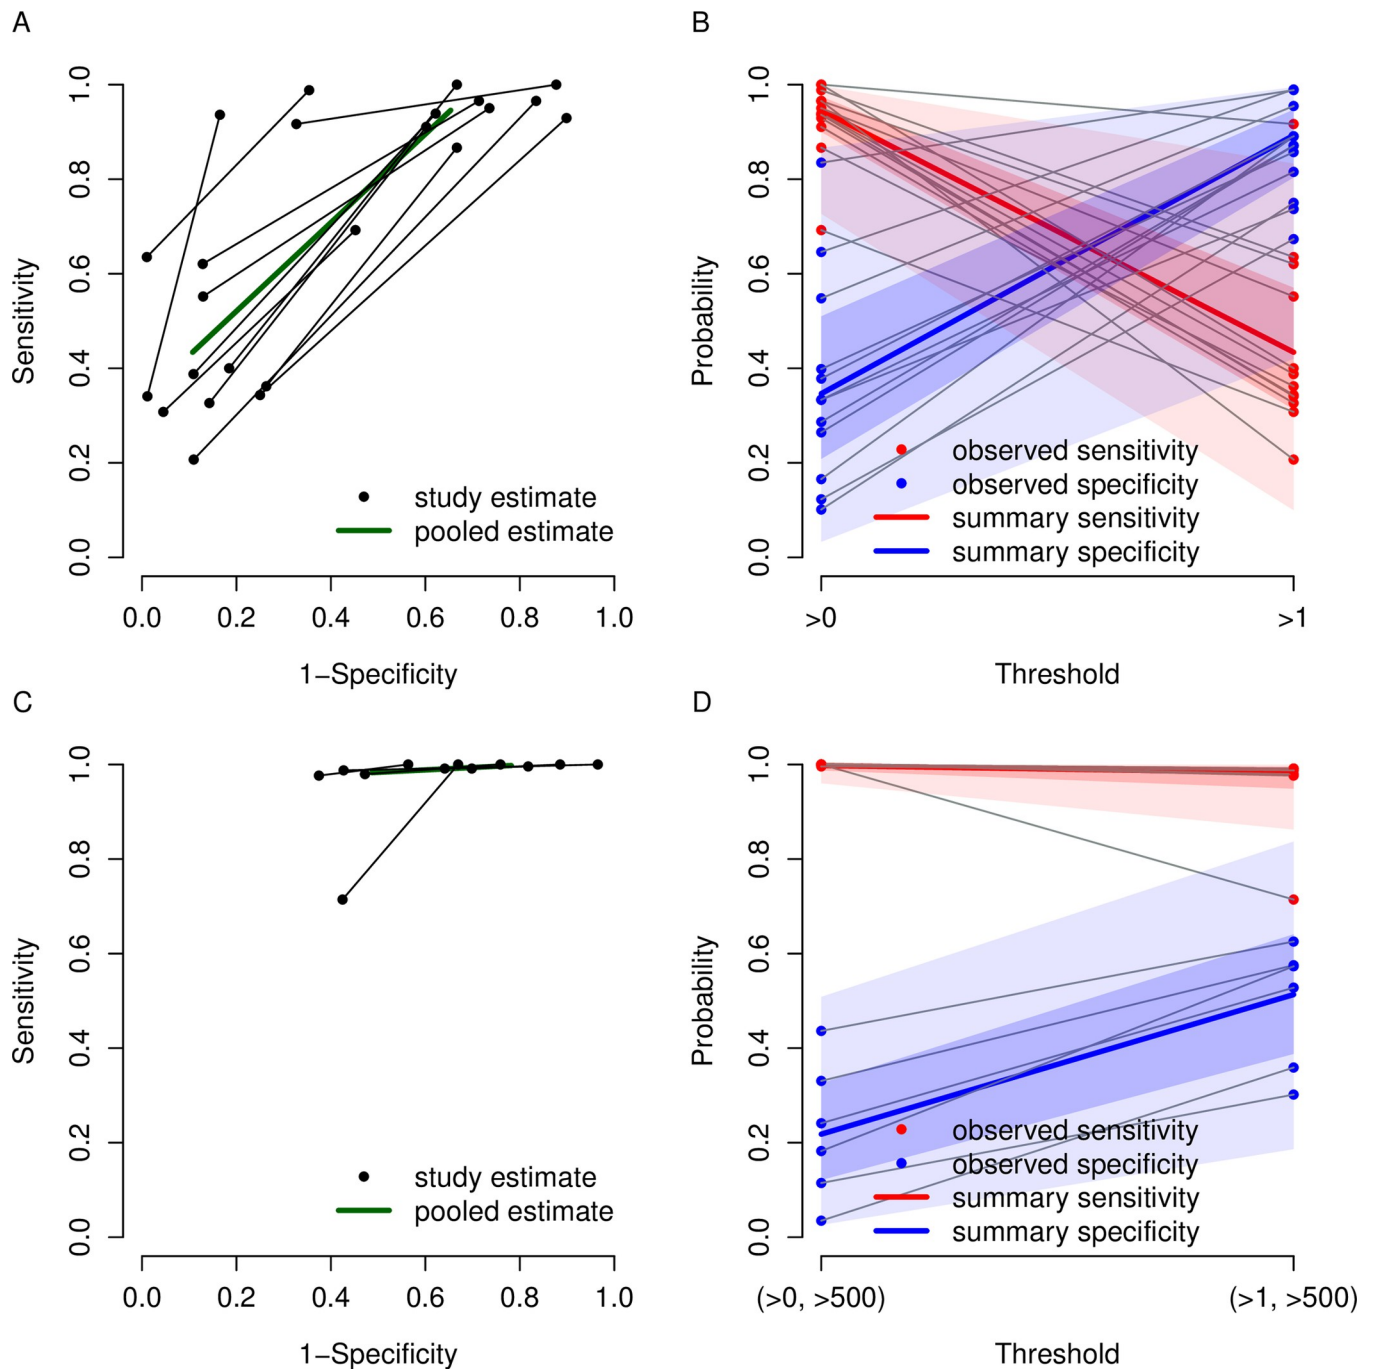 A
B
1.0
0.8
0.6
0.4
0.2
0.0
Sensitivity
study estimate
pooled estimate
0.0 0.2 0.4 0.6 0.8 1.0
1−Specificity
1.0
0.8
0.6
0.4
0.2
0.0
Probability
observed sensitivity
observed specificity
summary sensitivity
summary specificity
>0 >1
Threshold
C
D
1.0
0.8
0.6
0.4
0.2
0.0
Sensitivity
study estimate
pooled estimate
0.0 0.2 0.4 0.6 0.8 1.0
1−Specificity
1.0
0.8
0.6
0.4
0.2
0.0
Probability
observed sensitivity
observed specificity
summary sensitivity
summary specificity
(>0, >500) (>1, >500)
Threshold